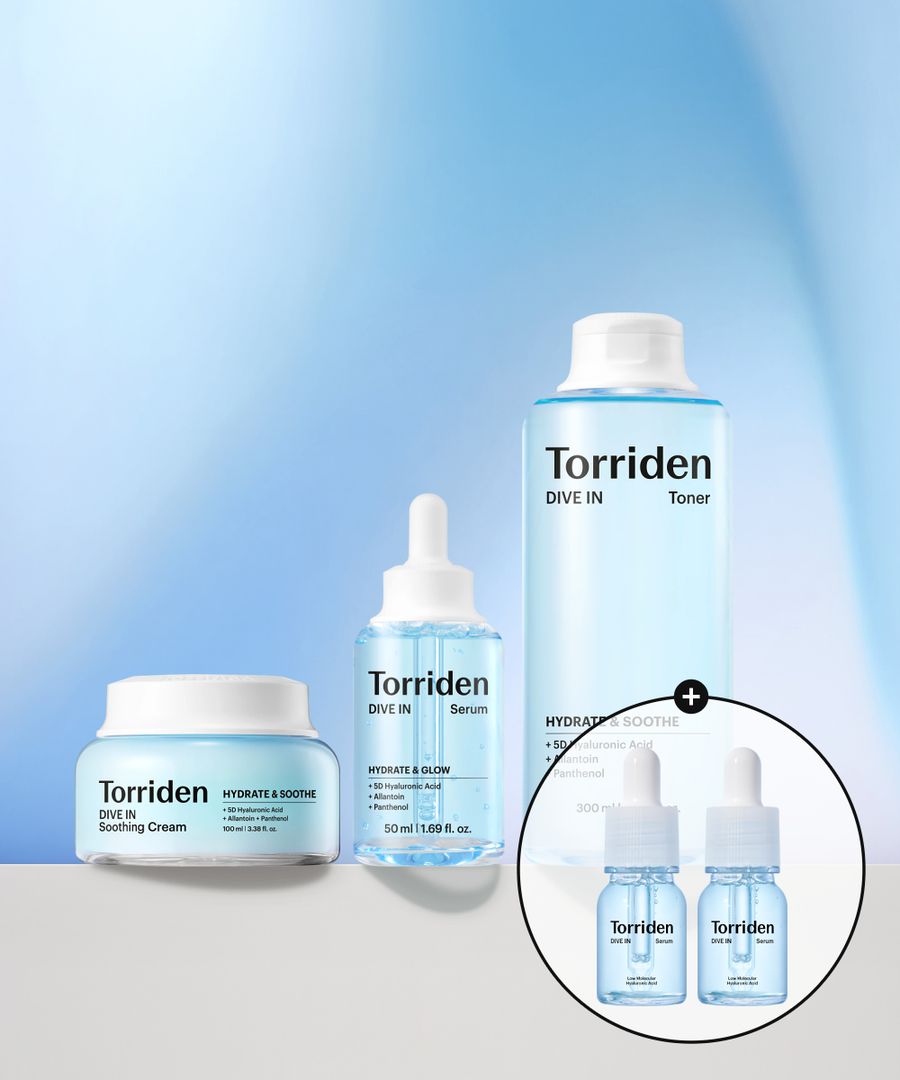 Torriden
DIVE IN Toner
HYDRATE & SOOTHE
+ 5D Hyaluronic Acid
+ Allantoin
Panthenol
300 ml
Torriden
DIVE IN Serum
HYDRATE & GLOW
+ 5D Hyaluronic Acid
+ Allantoin
+ Panthenol
50 ml | 1.69 fl. oz.
Torriden
DIVE IN
Soothing Cream
HYDRATE & SOOTHE
+ 5D Hyaluronic Acid
+ Allantoin + Panthenol
100 ml | 3.38 fl. oz.
+
Torriden
DIVE IN Serum
Low Molecular
Hyaluronic Acid
Torriden
DIVE IN Serum
Low Molecular
Hyaluronic Acid